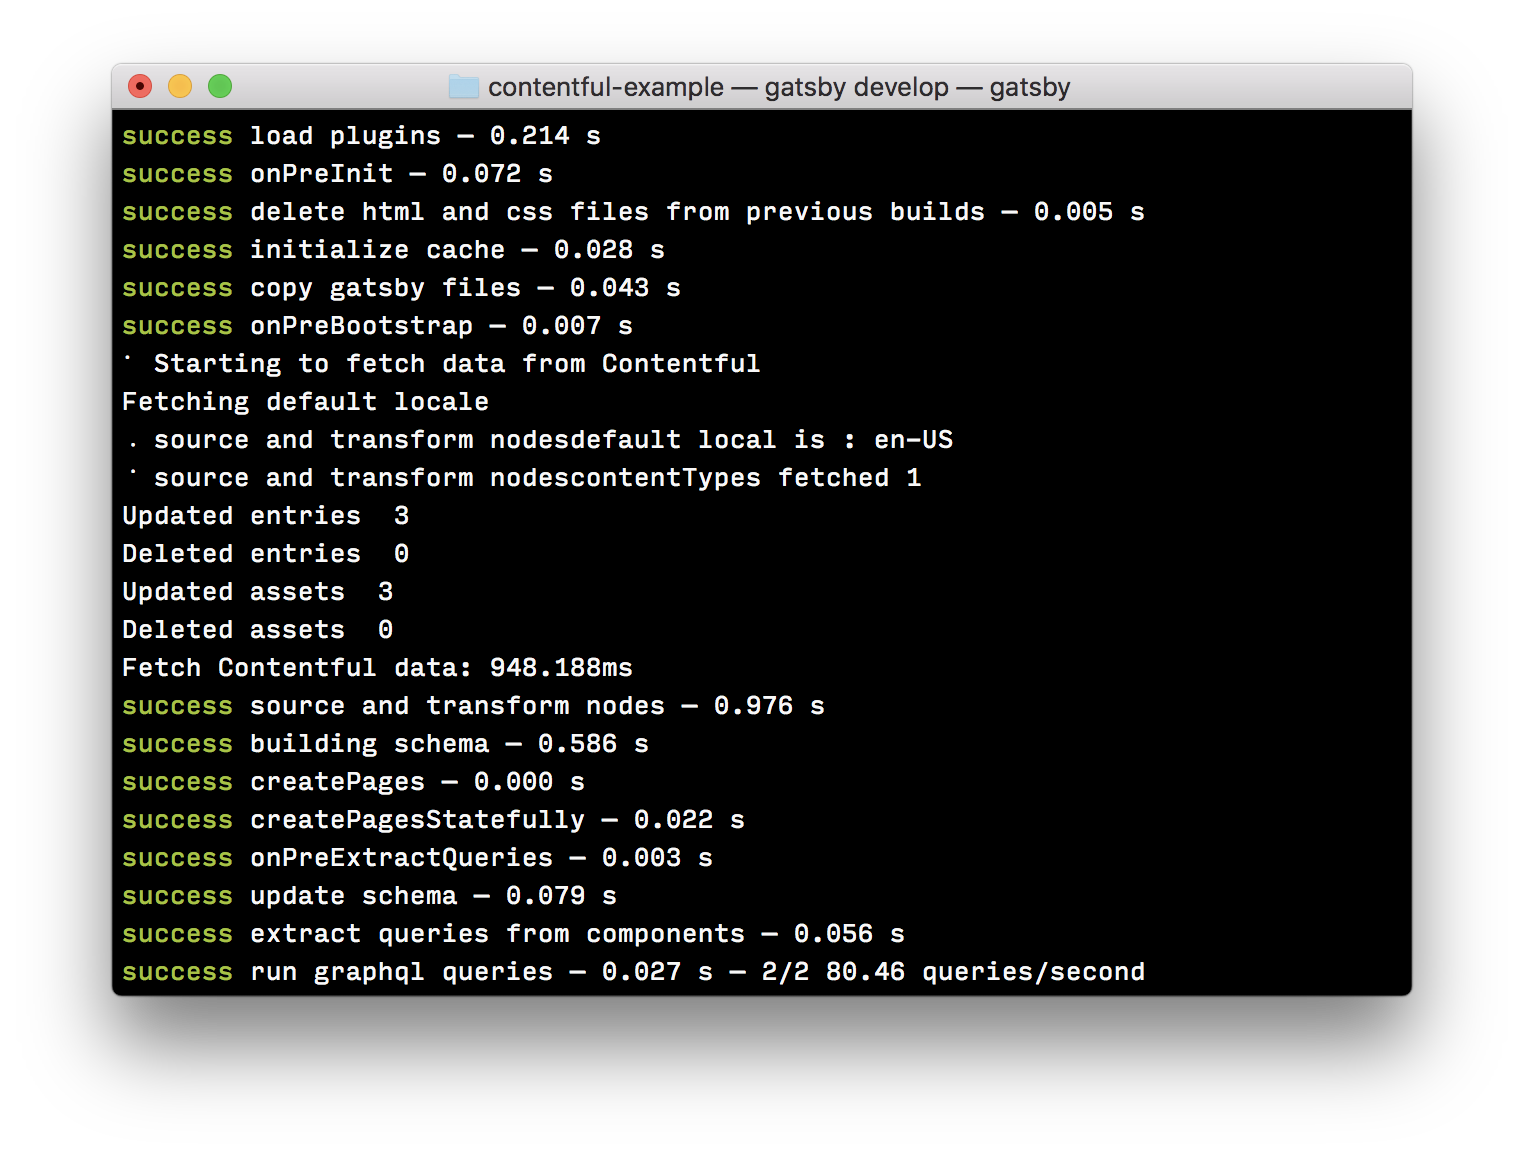 contentful-example — gatsby develop — gatsby
success load plugins — 0.214 s
success onPreInit — 0.072 s
success delete html and css files from previous builds — 0.005 s
success initialize cache — 0.028 s
success copy gatsby files — 0.043 s
success onPreBootstrap — 0.007 s
⠁ Starting to fetch data from Contentful
Fetching default locale
⢀ source and transform nodesdefault local is : en-US
⠈ source and transform nodescontentTypes fetched 1
Updated entries  3
Deleted entries  0
Updated assets  3
Deleted assets  0
Fetch Contentful data: 948.188ms
success source and transform nodes — 0.976 s
success building schema — 0.586 s
success createPages — 0.000 s
success createPagesStatefully — 0.022 s
success onPreExtractQueries — 0.003 s
success update schema — 0.079 s
success extract queries from components — 0.056 s
success run graphql queries — 0.027 s — 2/2 80.46 queries/second